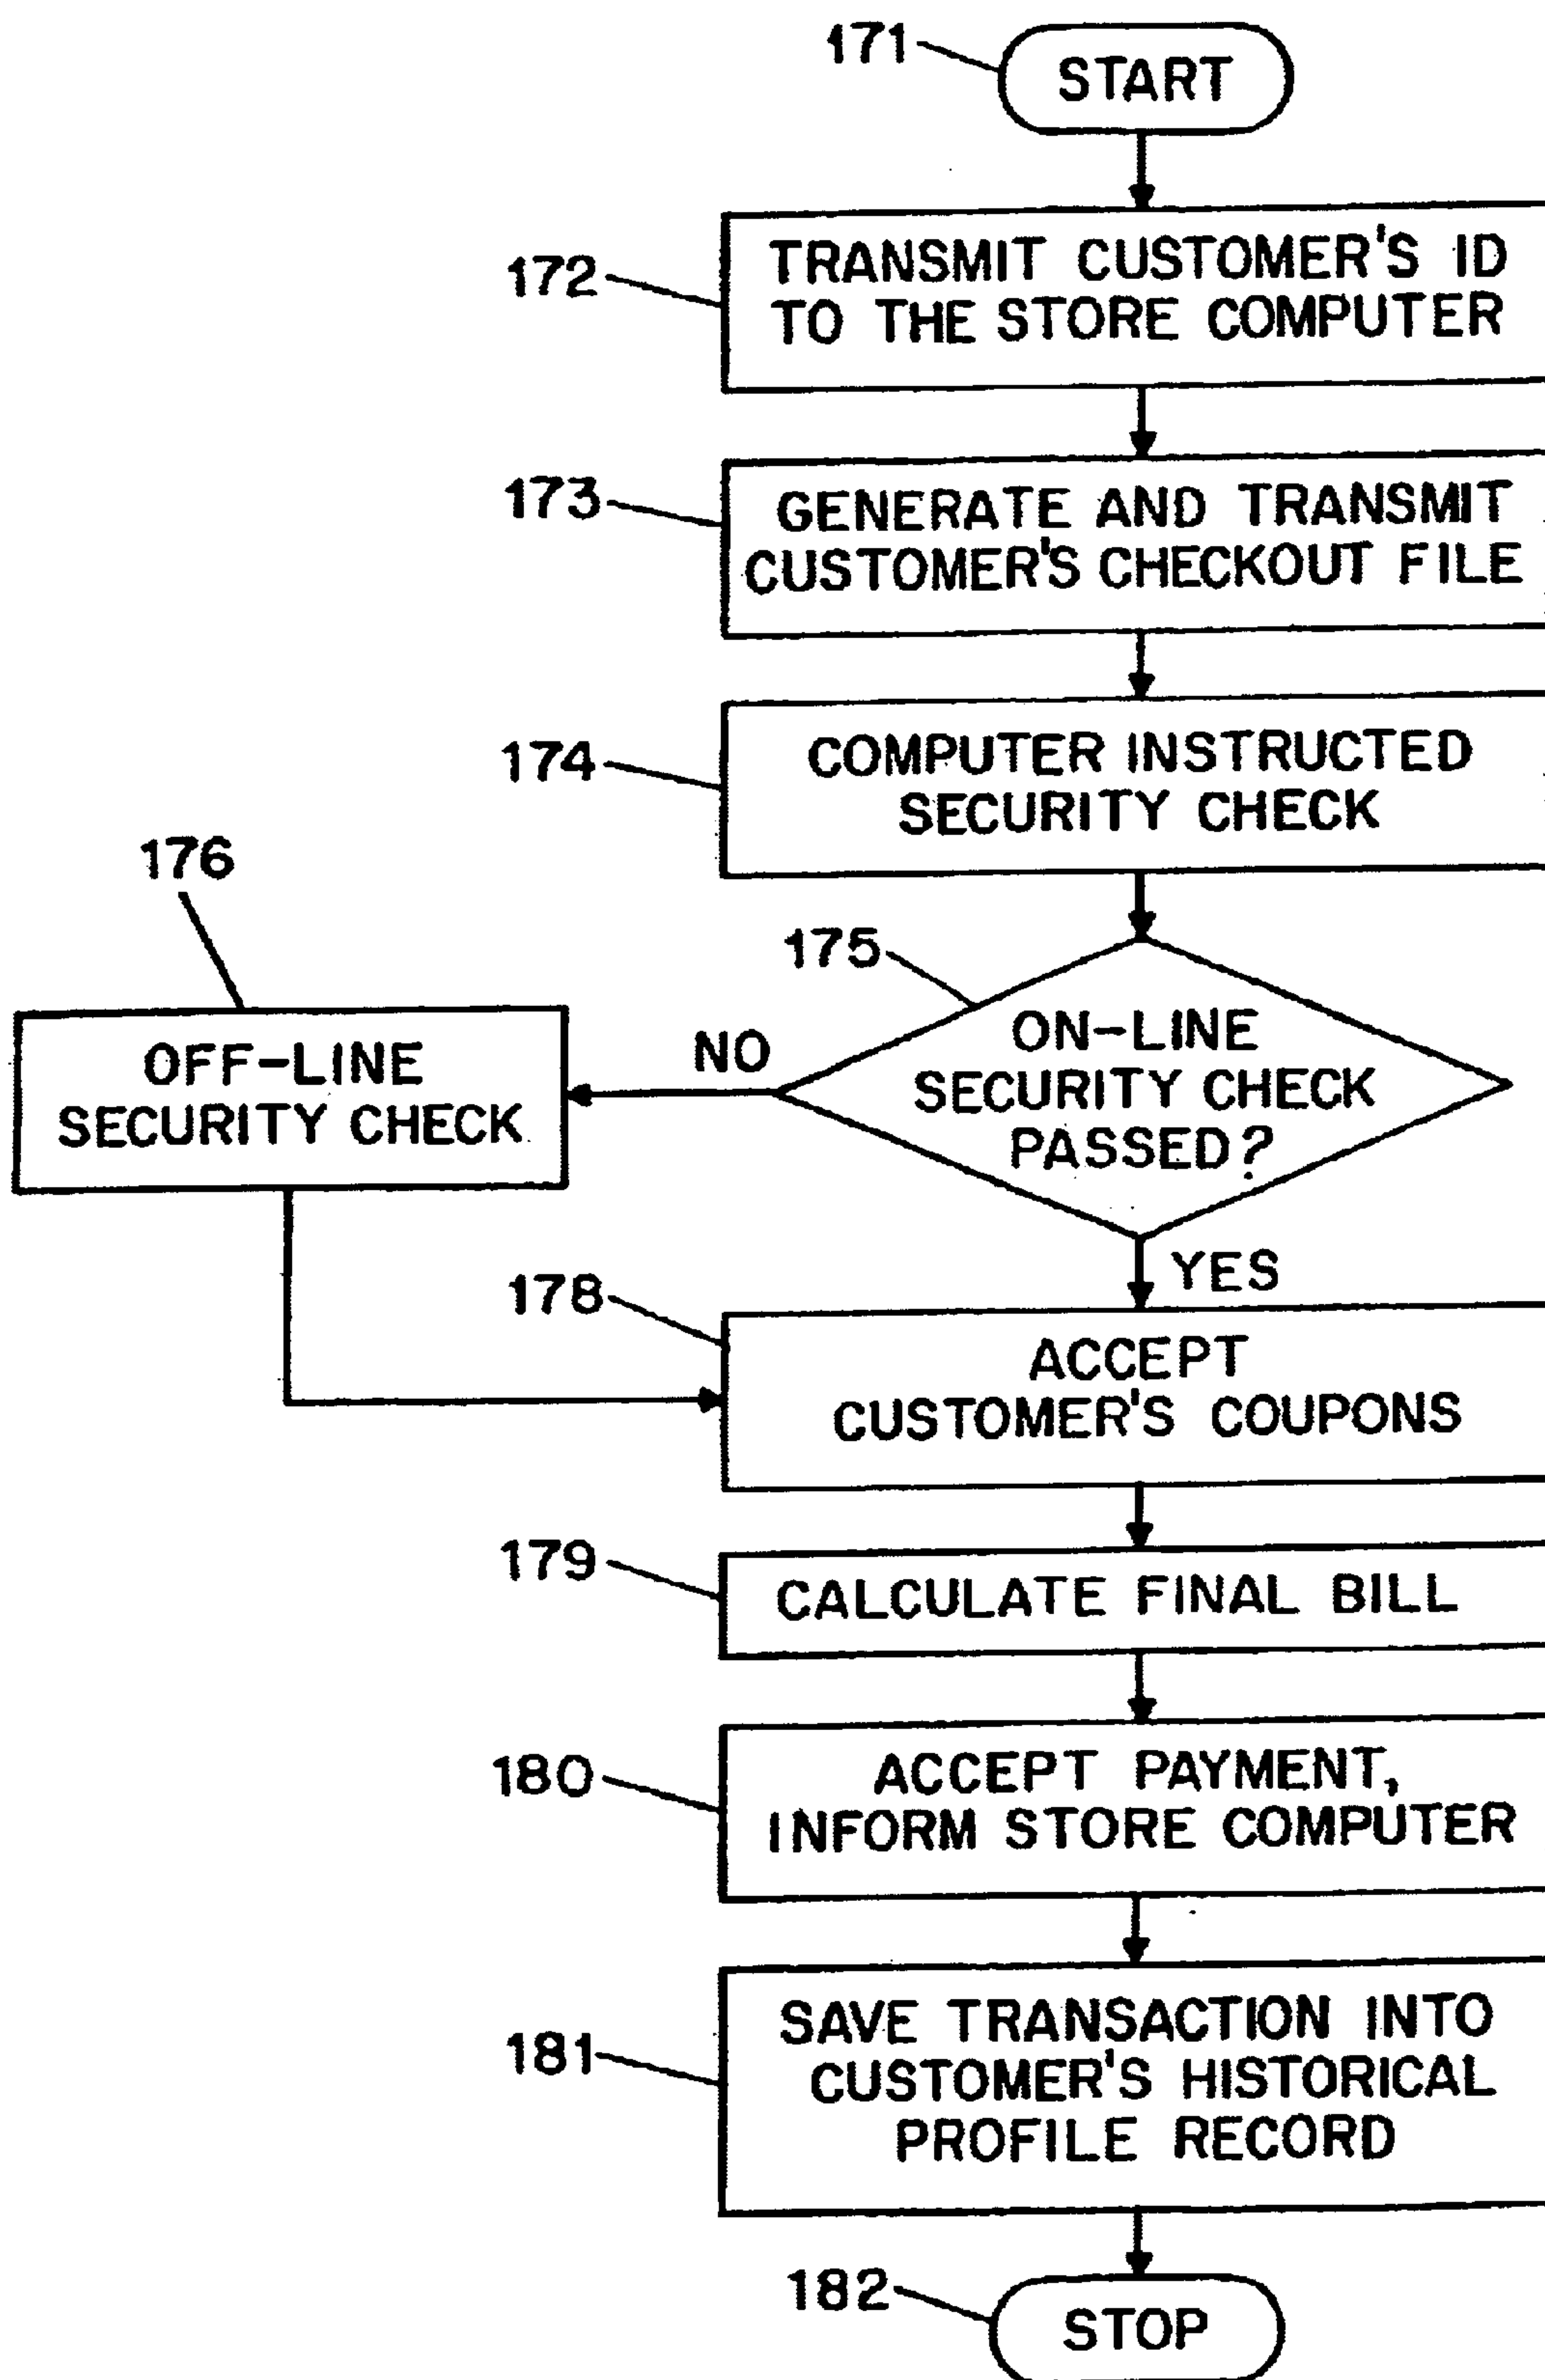 171
START
172
TRANSMIT CUSTOMER'S ID
TO THE STORE COMPUTER
173
GENERATE AND TRANSMIT
CUSTOMER'S CHECKOUT FILE
174
COMPUTER INSTRUCTED
SECURITY CHECK
176
175
OFF-LINE
SECURITY CHECK
NO
ON-LINE
SECURITY CHECK
PASSED?
YES
178
ACCEPT
CUSTOMER'S COUPONS
179
CALCULATE FINAL BILL
180
ACCEPT PAYMENT,
INFORM STORE COMPUTER
181
SAVE TRANSACTION INTO
CUSTOMER'S HISTORICAL
PROFILE RECORD
182
STOP